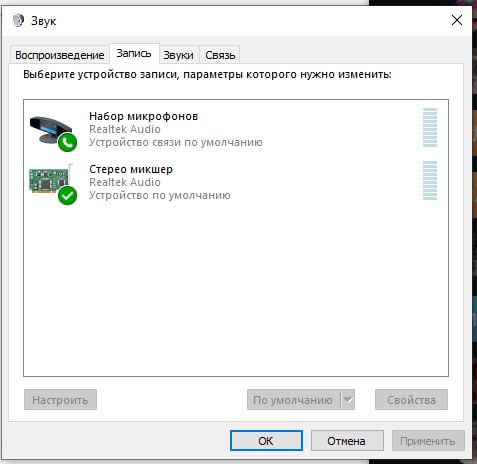 Звук
Воспроизведение Запись Звуки Связь
Выберите устройство записи, параметры которого нужно изменить:
Набор микрофонов
Realtek Audio
Устройство связи по умолчанию
Стерео микшер
Realtek Audio
Устройство по умолчанию
Настроить По умолчанию Свойства
ОК Отмена Применить